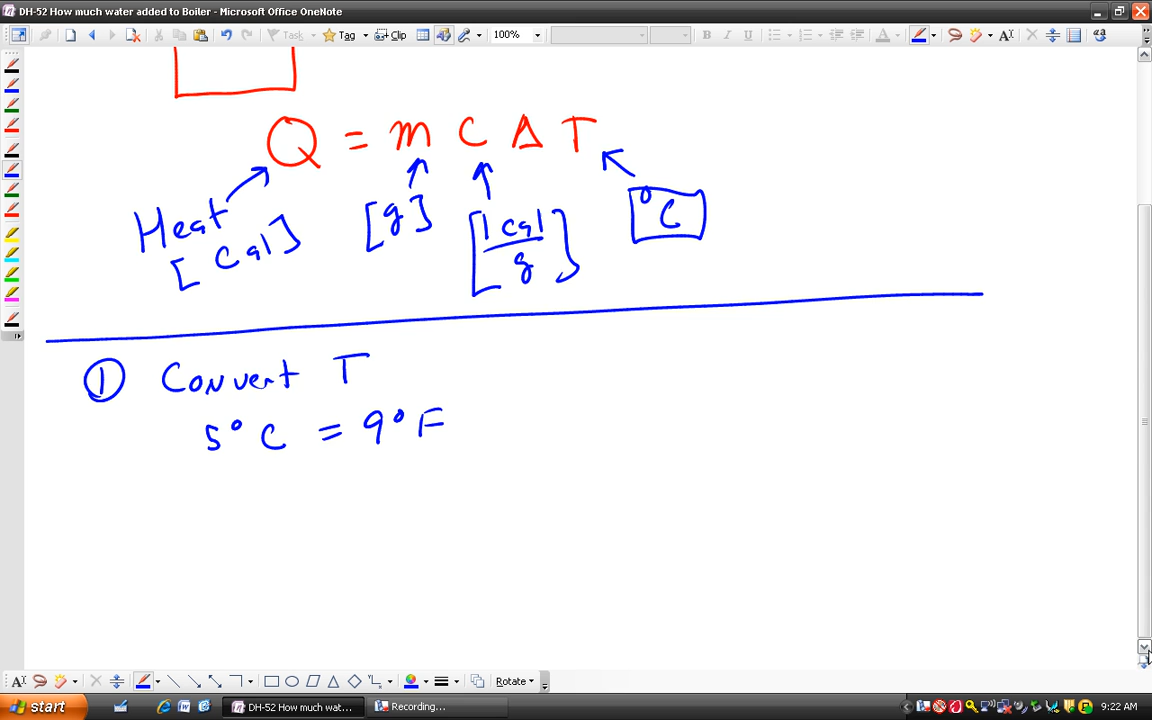 DH-52 How much water added to Boiler - Microsoft Office OneNote
Task Tag Clip 100% B I U A
Q = m C Δ T
Heat [g] [1 cal / g] °C
[cal]
① Convert T
5° C = 9° F
A Rotate
start DH-52 How much wat... Recording... 9:22 AM